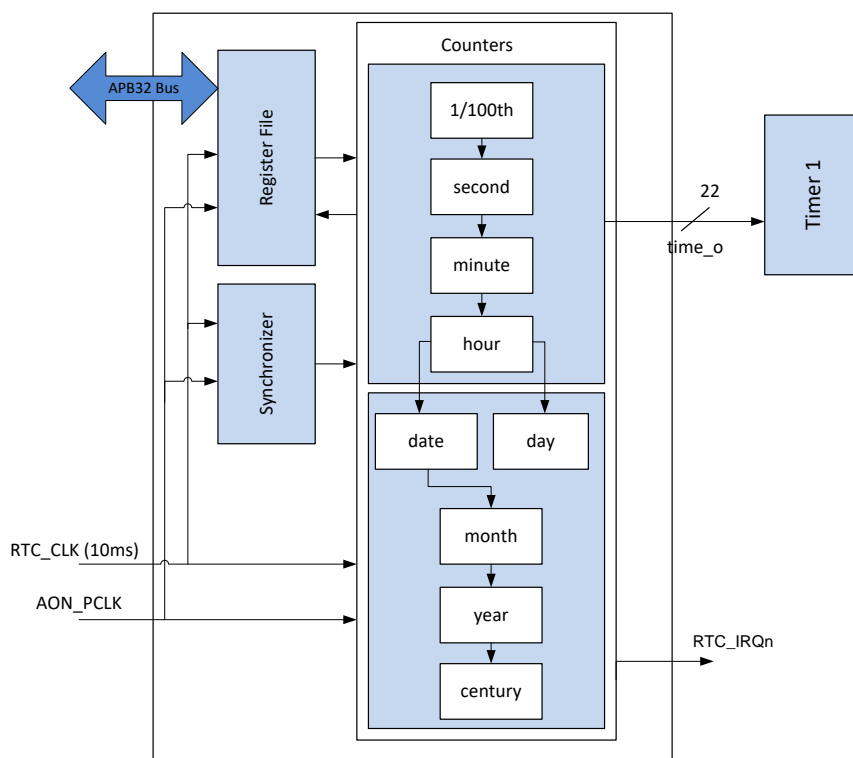 Counters
APB32 Bus
Register File
1/100th
second
minute
hour
22
time_o
Timer 1
Synchronizer
date
day
month
year
century
RTC_CLK (10ms)
AON_PCLK
RTC_IRQn